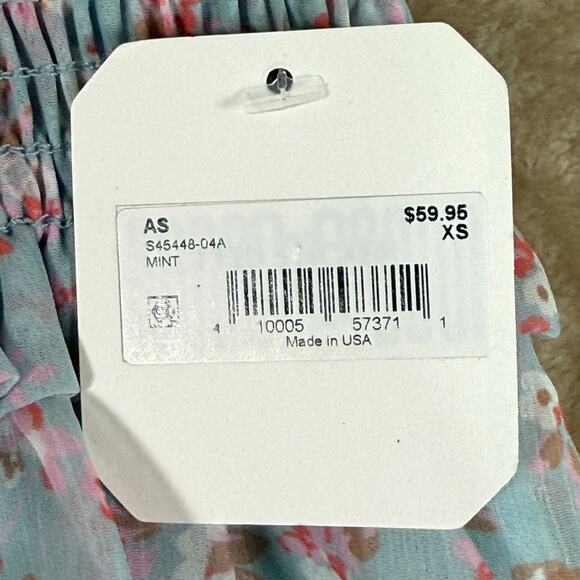 AS
$59.95
S45448-04A
XS
MINT
4 10005 57371 1
Made in USA